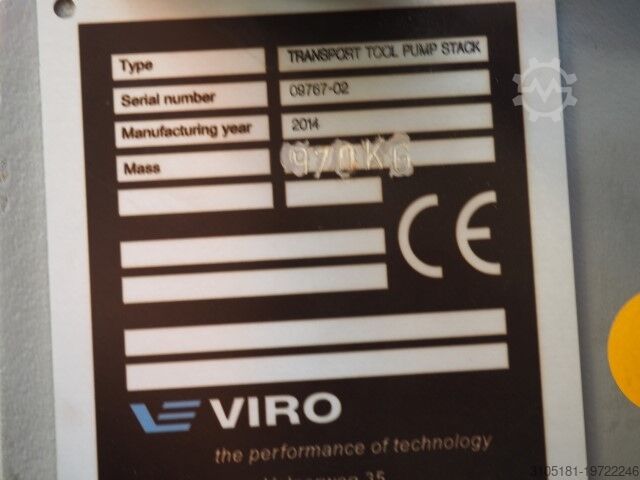 Type TRANSPORT TOOL PUMP STACK
Serial number 09767-02
Manufacturing year 2014
Mass 970KG
CE
VIRO
the performance of technology
3105181-19722246